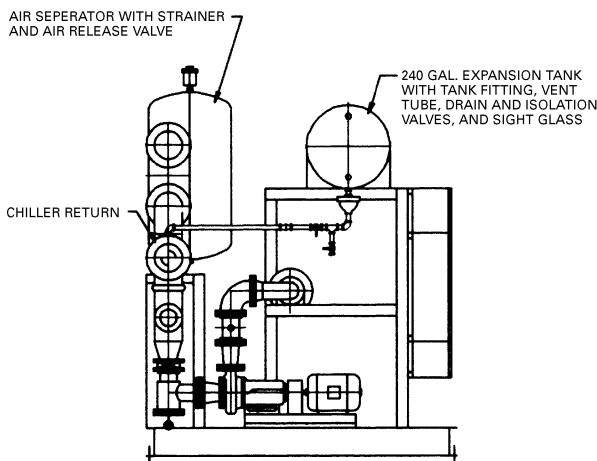 AIR SEPERATOR WITH STRAINER
AND AIR RELEASE VALVE
240 GAL. EXPANSION TANK
WITH TANK FITTING, VENT
TUBE, DRAIN AND ISOLATION
VALVES, AND SIGHT GLASS
CHILLER RETURN